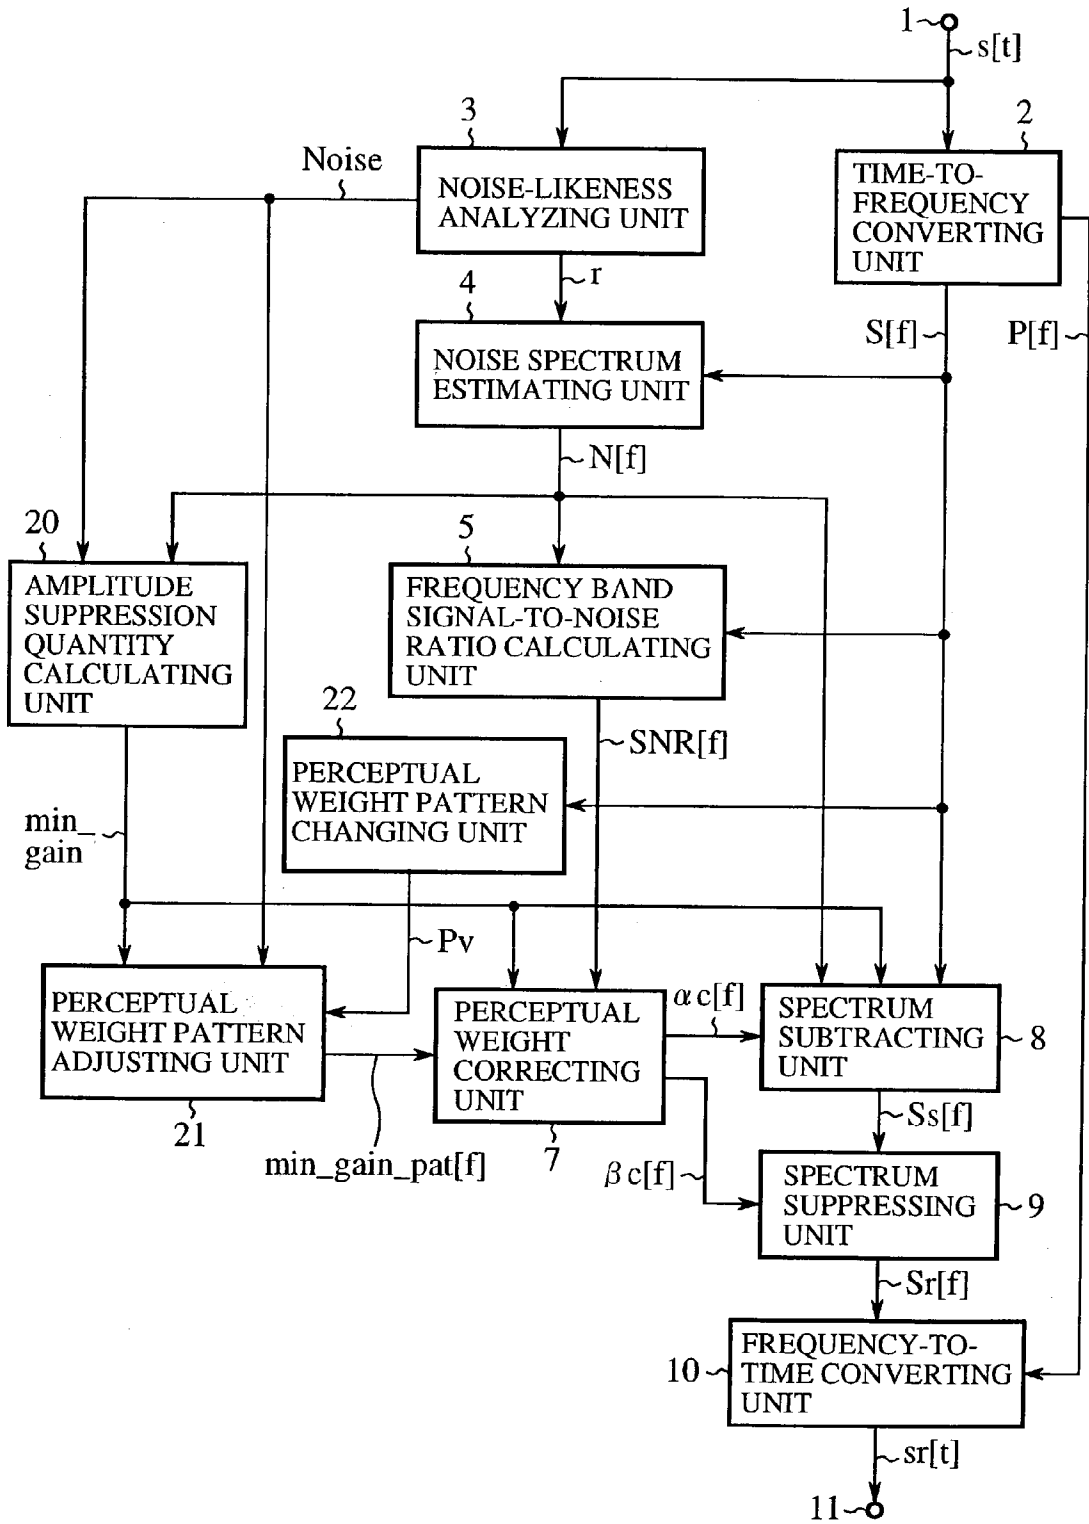 1
s[t]
3
2
Noise
NOISE-LIKENESS
ANALYZING UNIT
TIME-TO-
FREQUENCY
CONVERTING
UNIT
r
4
S[f]
P[f]
NOISE SPECTRUM
ESTIMATING UNIT
N[f]
20
5
AMPLITUDE
SUPPRESSION
QUANTITY
CALCULATING
UNIT
FREQUENCY BAND
SIGNAL-TO-NOISE
RATIO CALCULATING
UNIT
22
SNR[f]
PERCEPTUAL
WEIGHT PATTERN
CHANGING UNIT
min_
gain
Pv
PERCEPTUAL
WEIGHT PATTERN
ADJUSTING UNIT
21
min_gain_pat[f]
PERCEPTUAL
WEIGHT
CORRECTING
UNIT
7
αc[f]
βc[f]
SPECTRUM
SUBTRACTING
UNIT
8
Ss[f]
SPECTRUM
SUPPRESSING
UNIT
9
Sr[f]
10
FREQUENCY-TO-
TIME CONVERTING
UNIT
sr[t]
11